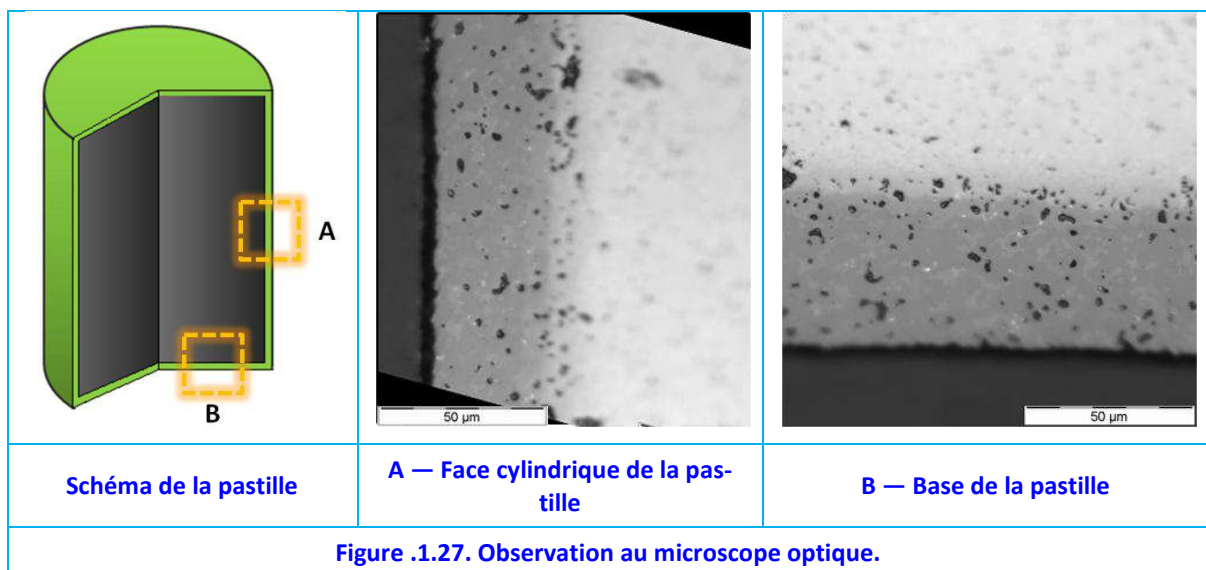 A
B
50 µm
50 µm
Schéma de la pastille
A — Face cylindrique de la pas-
tille
B — Base de la pastille
Figure .1.27. Observation au microscope optique.